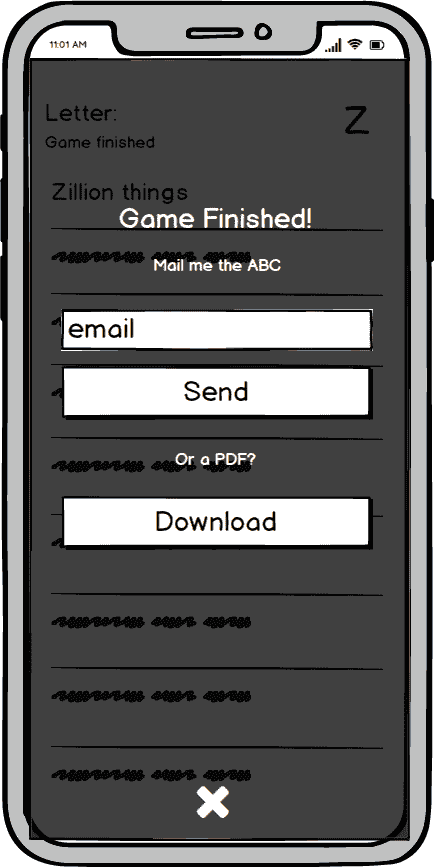 11:01 AM
Letter:
Z
Game finished
Zillion things
Game Finished!
Mail me the ABC
email
Send
Or a PDF?
Download